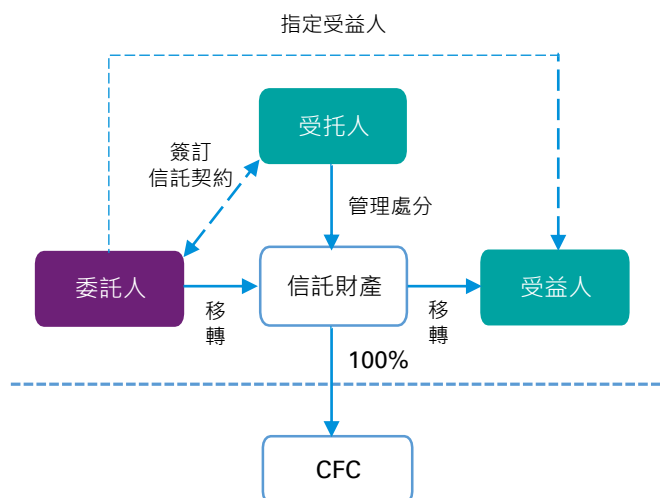 指定受益人
受托人
簽訂
信託契約
管理處分
委託人
移
轉
信託財產
移
轉
受益人
100%
CFC